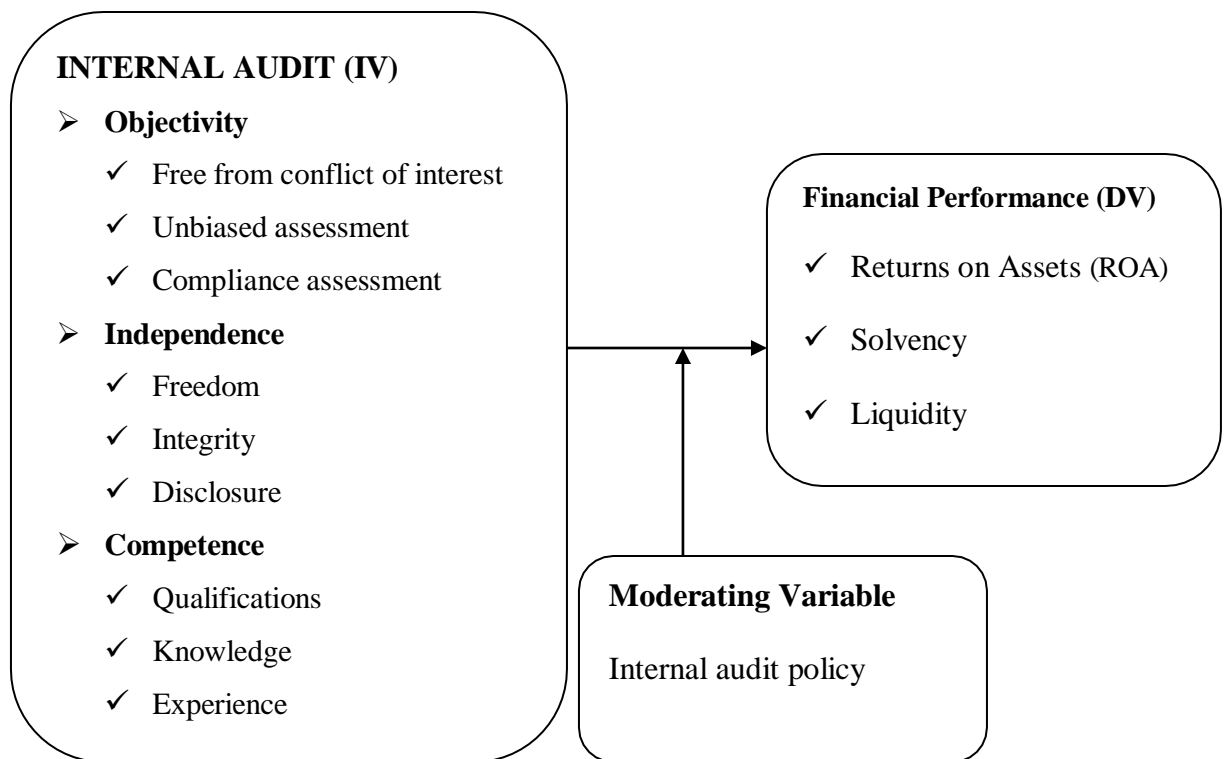 INTERNAL AUDIT (IV)
➢ Objectivity
✓ Free from conflict of interest
✓ Unbiased assessment
✓ Compliance assessment
➢ Independence
✓ Freedom
✓ Integrity
✓ Disclosure
➢ Competence
✓ Qualifications
✓ Knowledge
✓ Experience
Financial Performance (DV)
✓ Returns on Assets (ROA)
✓ Solvency
✓ Liquidity
Moderating Variable
Internal audit policy